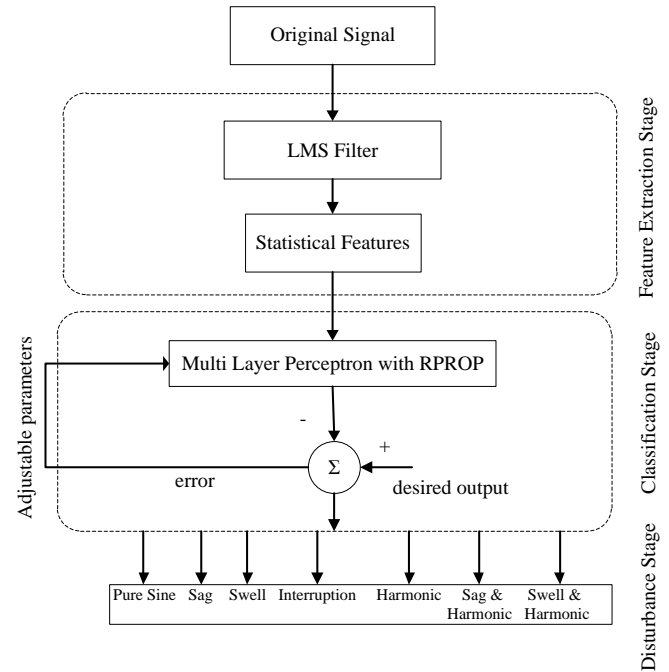 Original Signal
LMS Filter
Statistical Features
Feature Extraction Stage
Multi Layer Perceptron with RPROP
-
+
Σ
error
desired output
Adjustable parameters
Classification Stage
Pure Sine
Sag
Swell
Interruption
Harmonic
Sag &
Harmonic
Swell &
Harmonic
Disturbance Stage